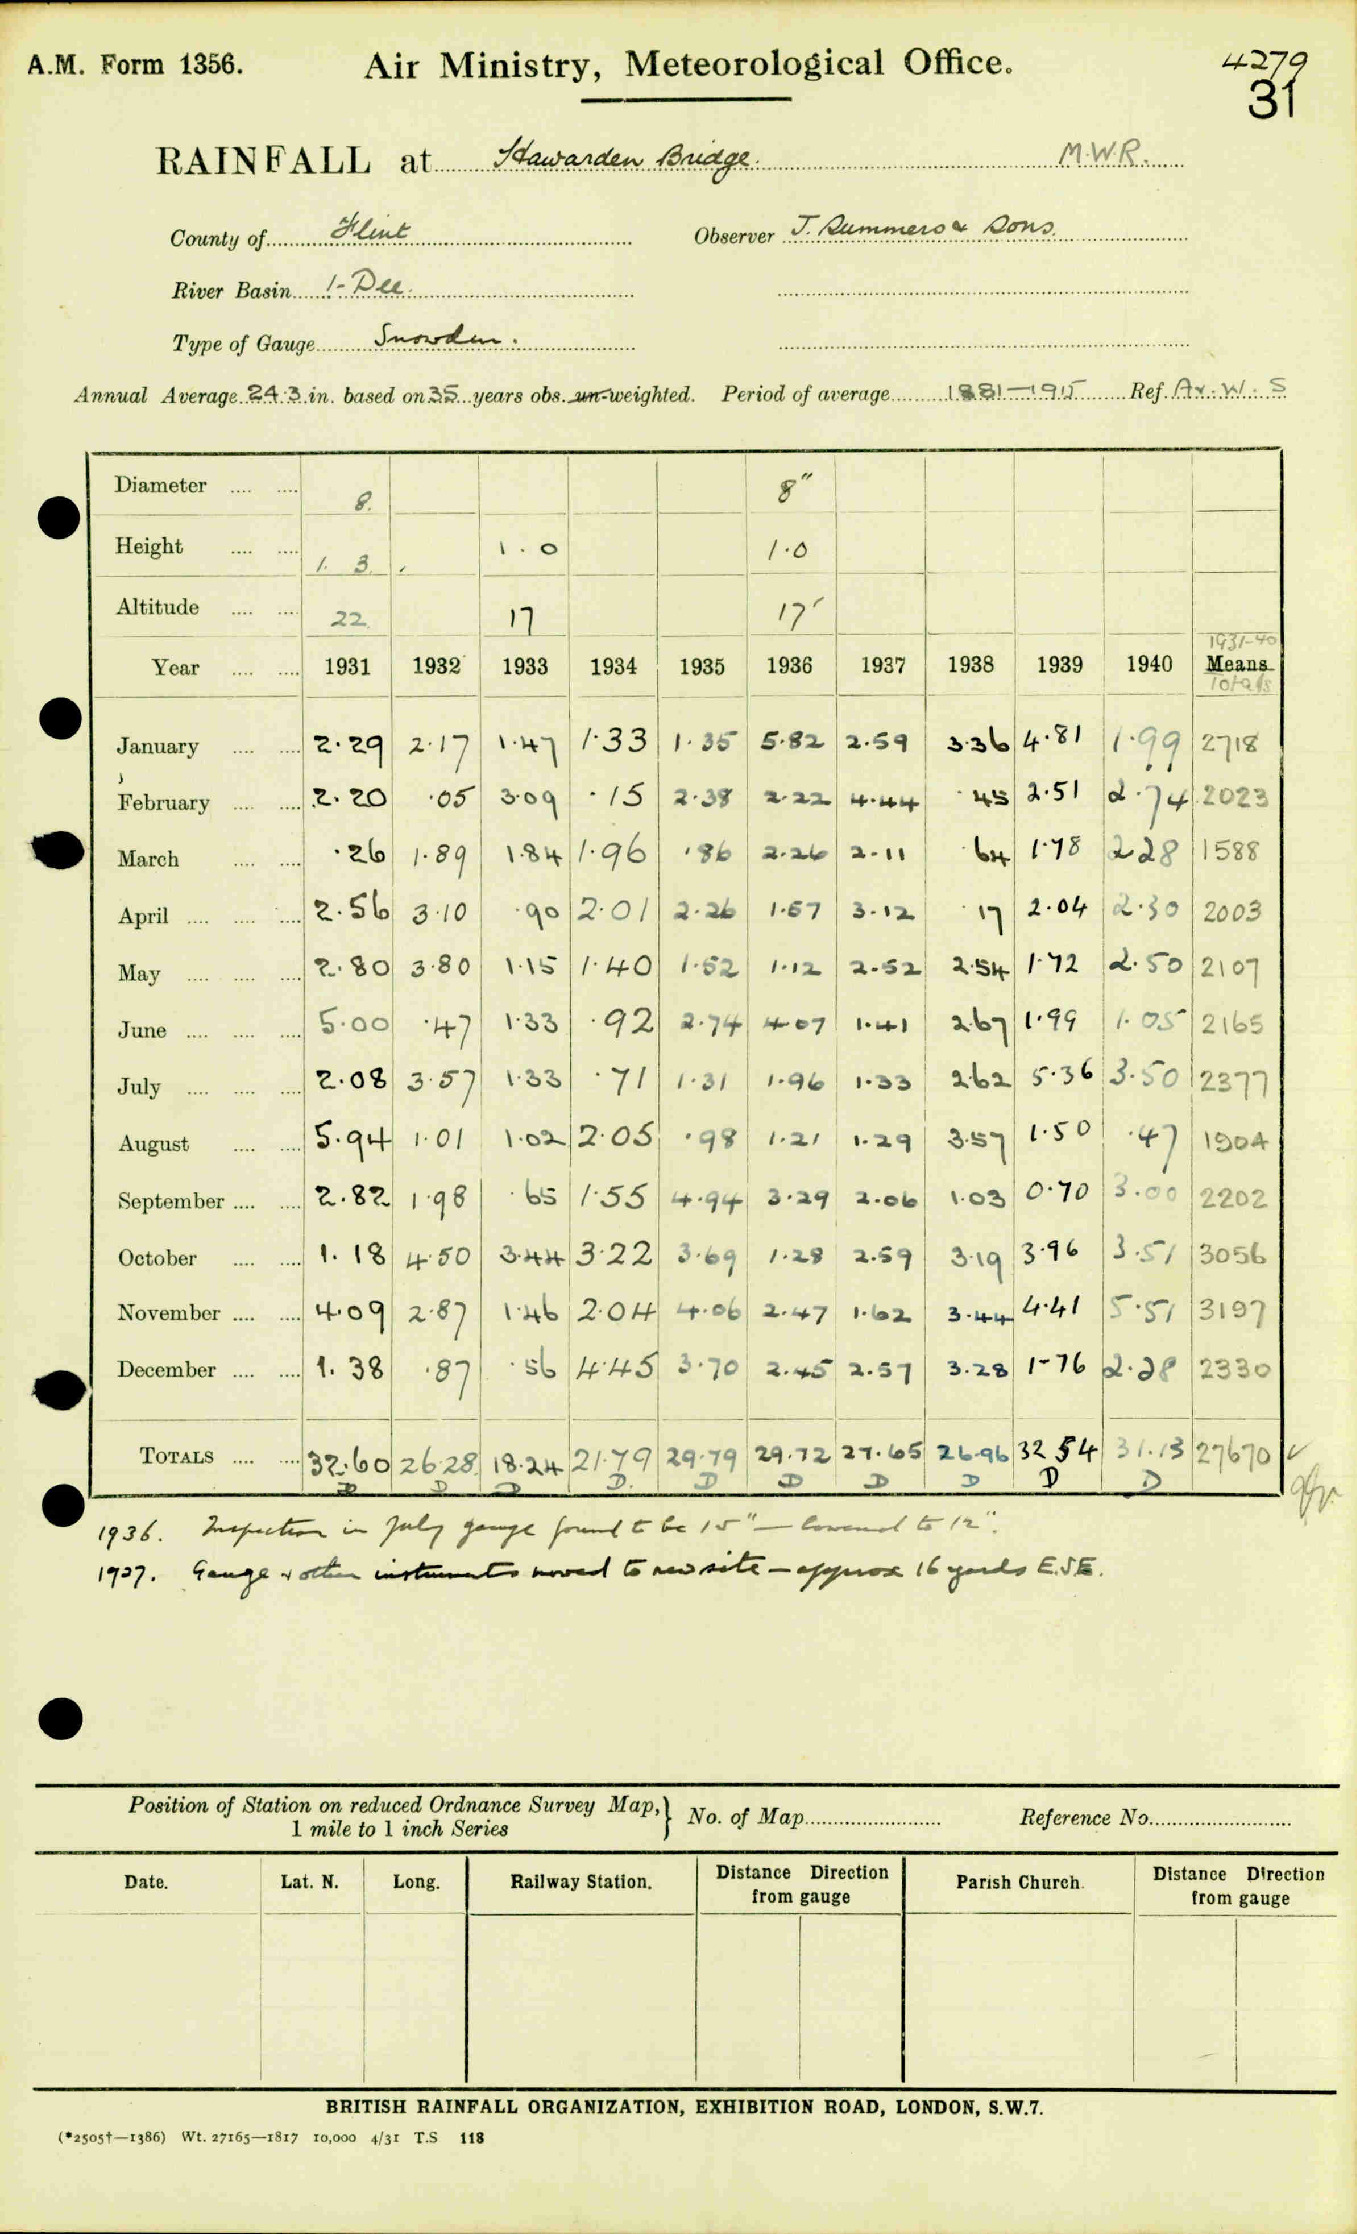 A.M. Form 1356. Air Ministry, Meteorological Office. 4279
31
RAINFALL at Hawarden Bridge. M.W.R.
County of Flint Observer J. Summers & Sons.
River Basin 1-Dee.
Type of Gauge Snowdon.
Annual Average 24.3 in. based on 35 years obs. un-weighted. Period of average 1881-1915 Ref. Av. W. S
Diameter 8. 8"
Height 1. 3. 1.0 1.0
Altitude 22 17 17'
1931-40
Year 1931 1932 1933 1934 1935 1936 1937 1938 1939 1940 Means
Totals
January 2.29 2.17 1.47 1.33 1.35 5.82 2.59 3.36 4.81 1.99 2718
February 2.20 .05 3.09 .15 2.38 2.22 4.44 .45 2.51 2.74 2023
March .26 1.89 1.84 1.96 .86 2.26 2.11 .64 1.78 2.28 1588
April 2.56 3.10 .90 2.01 2.26 1.57 3.12 .17 2.04 2.30 2003
May 2.80 3.80 1.15 1.40 1.52 1.12 2.52 2.54 1.72 2.50 2107
June 5.00 .47 1.33 .92 2.74 4.07 1.41 2.67 1.99 1.05 2165
July 2.08 3.57 1.33 .71 1.31 1.96 1.33 2.62 5.36 3.50 2377
August 5.94 1.01 1.02 2.05 .98 1.21 1.29 3.57 1.50 .47 1904
September 2.82 1.98 .65 1.55 4.94 3.29 2.06 1.03 0.70 3.00 2202
October 1.18 4.50 3.44 3.22 3.69 1.28 2.59 3.19 3.96 3.51 3056
November 4.09 2.87 1.46 2.04 4.06 2.47 1.62 3.44 4.41 5.51 3197
December 1.38 .87 .56 4.45 3.70 2.45 2.57 3.28 1-76 2.28 2330
TOTALS 32.60 26.28 18.24 21.79 29.79 29.72 27.65 26.96 32 54 31.13 27670 ✓
D D D D. D D D D D D
1936. Inspection in July gauge found to be 15" — lowered to 12".
1937. Gauge & other instruments moved to new site — approx 16 yards E.S.E.
Position of Station on reduced Ordnance Survey Map,} No. of Map Reference No.
1 mile to 1 inch Series
Date. Lat. N. Long. Railway Station. Distance Direction from gauge Parish Church. Distance Direction from gauge
BRITISH RAINFALL ORGANIZATION, EXHIBITION ROAD, LONDON, S.W.7.
(*2505†—1386) Wt. 27165—1817 10,000 4/31 T.S 118